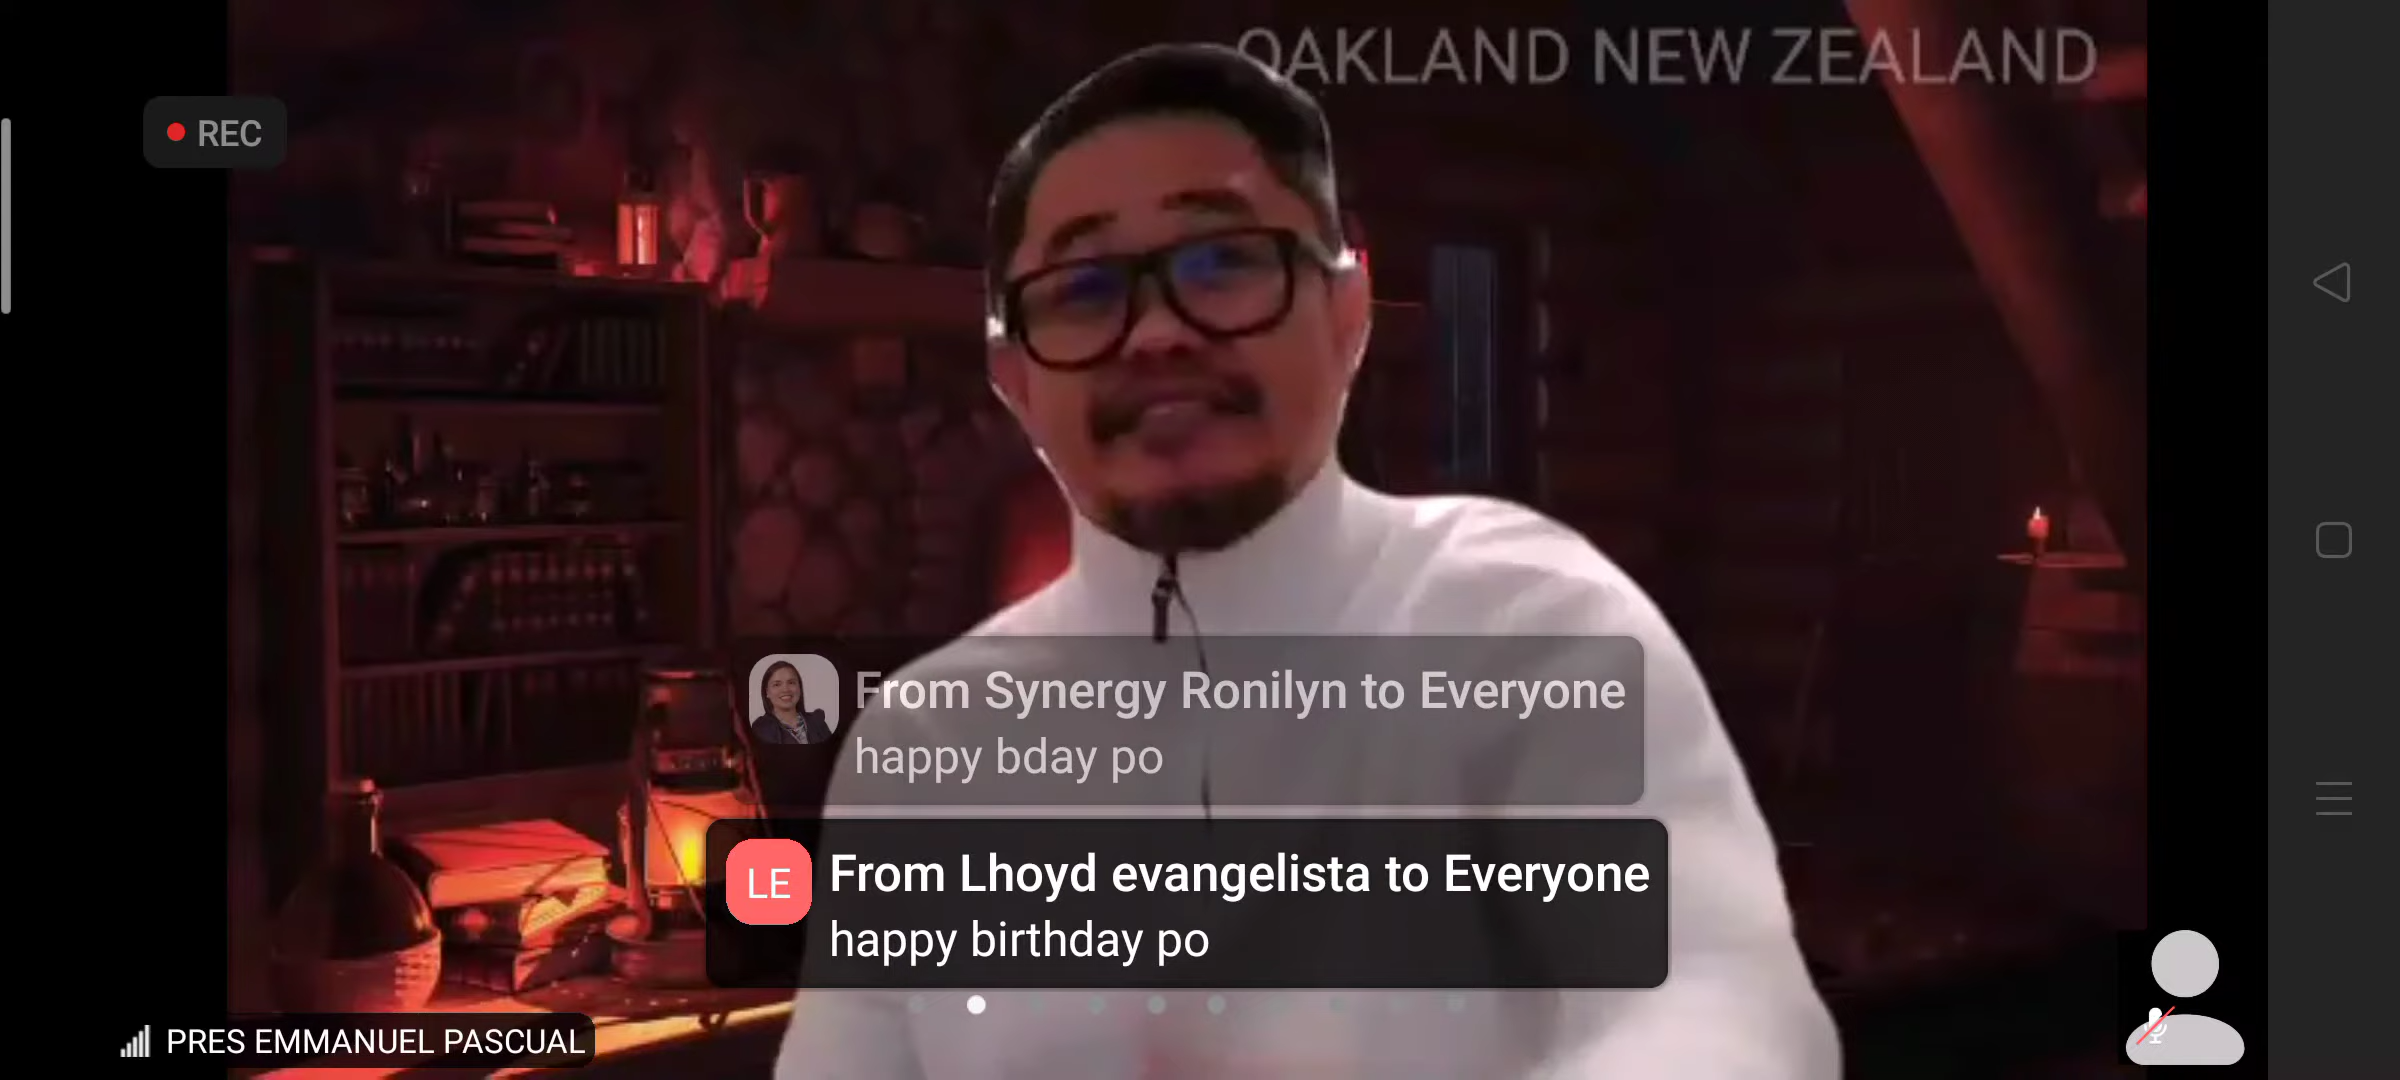 OAKLAND NEW ZEALAND
REC
From Synergy Ronilyn to Everyone
happy bday po
LE
From Lhoyd evangelista to Everyone
happy birthday po
PRES EMMANUEL PASCUAL